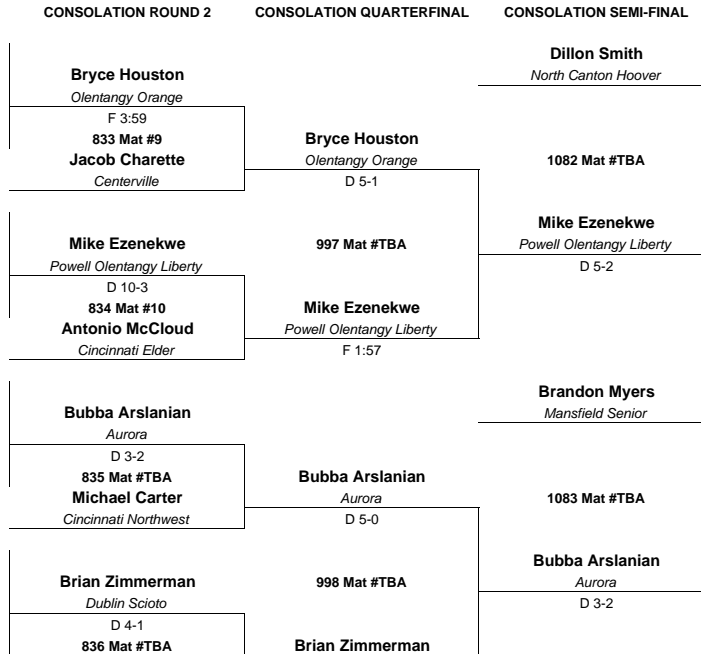 CONSOLATION ROUND 2
CONSOLATION QUARTERFINAL
CONSOLATION SEMI-FINAL
Dillon Smith
North Canton Hoover
Bryce Houston
Olentangy Orange
F 3:59
833 Mat #9
Jacob Charette
Centerville
Bryce Houston
Olentangy Orange
D 5-1
1082 Mat #TBA
Mike Ezenekwe
Powell Olentangy Liberty
D 5-2
Mike Ezenekwe
Powell Olentangy Liberty
D 10-3
834 Mat #10
Antonio McCloud
Cincinnati Elder
997 Mat #TBA
Mike Ezenekwe
Powell Olentangy Liberty
F 1:57
Brandon Myers
Mansfield Senior
Bubba Arslanian
Aurora
D 3-2
835 Mat #TBA
Michael Carter
Cincinnati Northwest
Bubba Arslanian
Aurora
D 5-0
1083 Mat #TBA
Bubba Arslanian
Aurora
D 3-2
Brian Zimmerman
Dublin Scioto
D 4-1
836 Mat #TBA
998 Mat #TBA
Brian Zimmerman